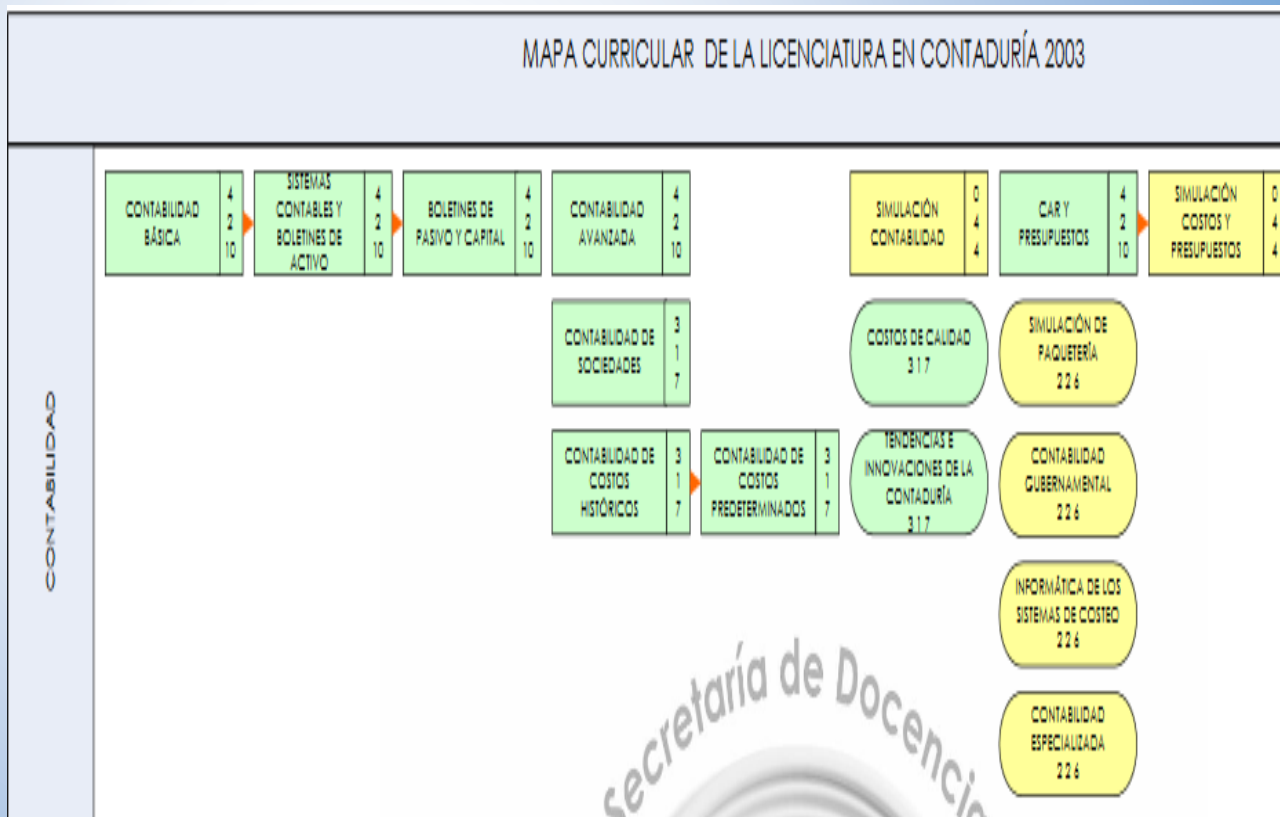 MAPA CURRICULAR DE LA LICENCIATURA EN CONTADURÍA 2003
CONTABILIDAD
CONTABILIDAD
BÁSICA
4
2
10
SISTEMAS
CONTABLES Y
BOLETINES DE
ACTIVO
4
2
10
BOLETINES DE
PASIVO Y CAPITAL
4
2
10
CONTABILIDAD
AVANZADA
4
2
10
SIMULACIÓN
CONTABILIDAD
0
4
4
CAR Y
PRESUPUESTOS
4
2
10
SIMULACIÓN
COSTOS Y
PRESUPUESTOS
0
4
4
CONTABILIDAD DE
SOCIEDADES
3
1
7
COSTOS DE CALIDAD
3 1 7
SIMULACIÓN DE
PAQUETERÍA
2 2 6
CONTABILIDAD DE
COSTOS
HISTÓRICOS
3
1
7
CONTABILIDAD DE
COSTOS
PREDETERMINADOS
3
1
7
TENDENCIAS E
INNOVACIONES DE LA
CONTADURÍA
3 1 7
CONTABILIDAD
GUBERNAMENTAL
2 2 6
INFORMÁTICA DE LOS
SISTEMAS DE COSTEO
2 2 6
CONTABILIDAD
ESPECIALIZADA
2 2 6
Secretaría de Docencia